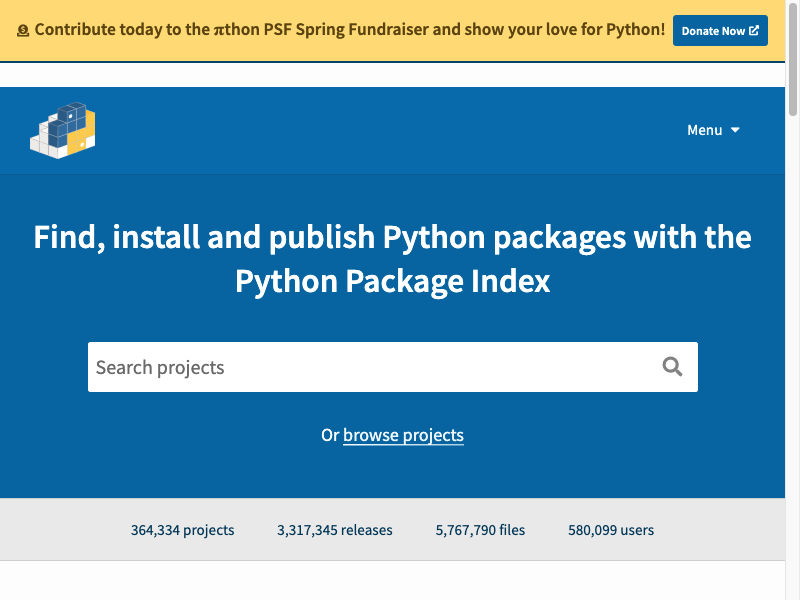 Contribute today to the πthon PSF Spring Fundraiser and show your love for Python! Donate Now
Menu
Find, install and publish Python packages with the
Python Package Index
Search projects
Or browse projects
364,334 projects 3,317,345 releases 5,767,790 files 580,099 users